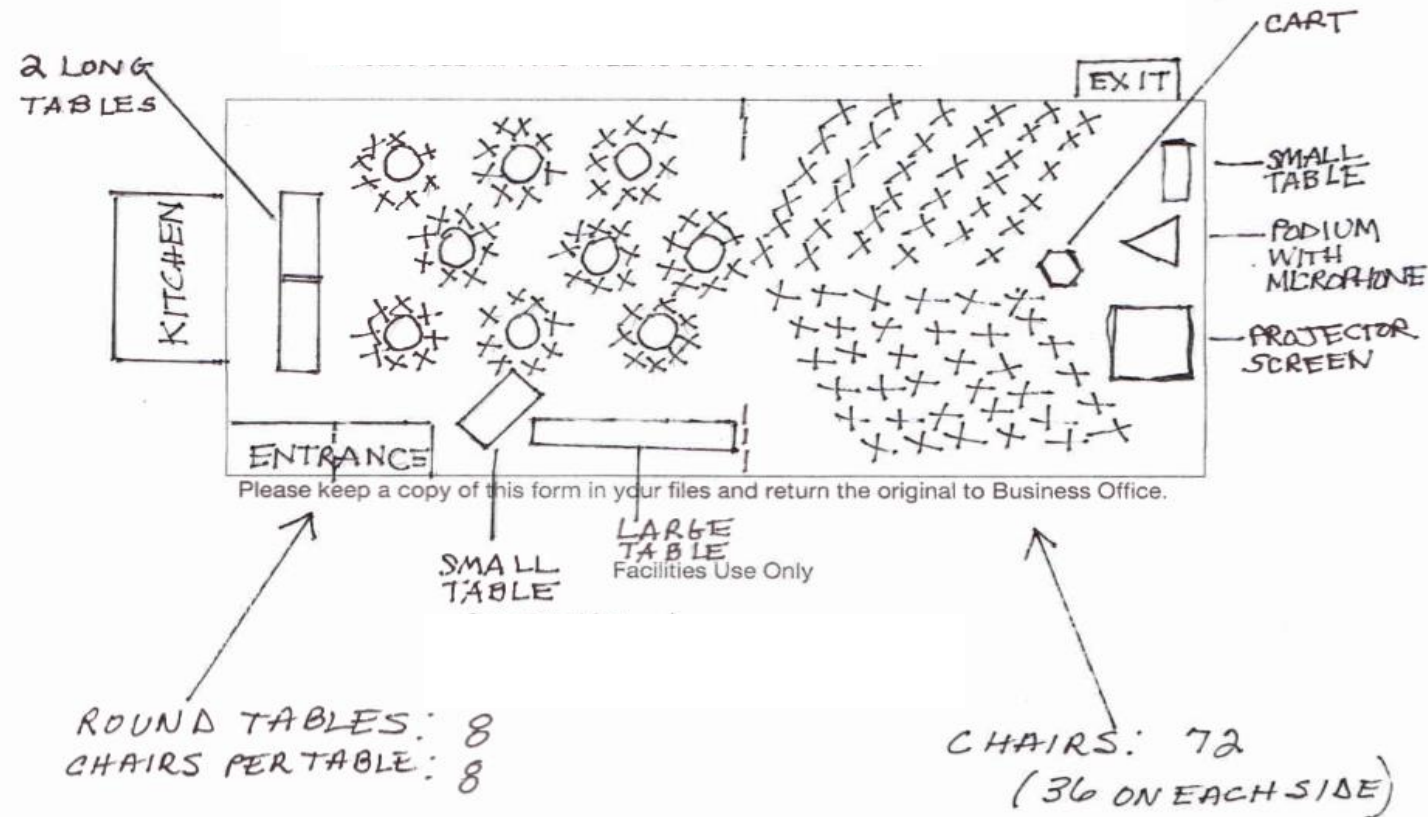 CART
2 LONG
TABLES
EXIT
SMALL
TABLE
KITCHEN
PODIUM
WITH
MICROPHONE
PROJECTOR
SCREEN
ENTRANCE
Please keep a copy of this form in your files and return the original to Business Office.
LARGE
TABLE
SMALL
TABLE
Facilities Use Only
ROUND TABLES: 8
CHAIRS PER TABLE: 8
CHAIRS: 72
(36 ON EACH SIDE)